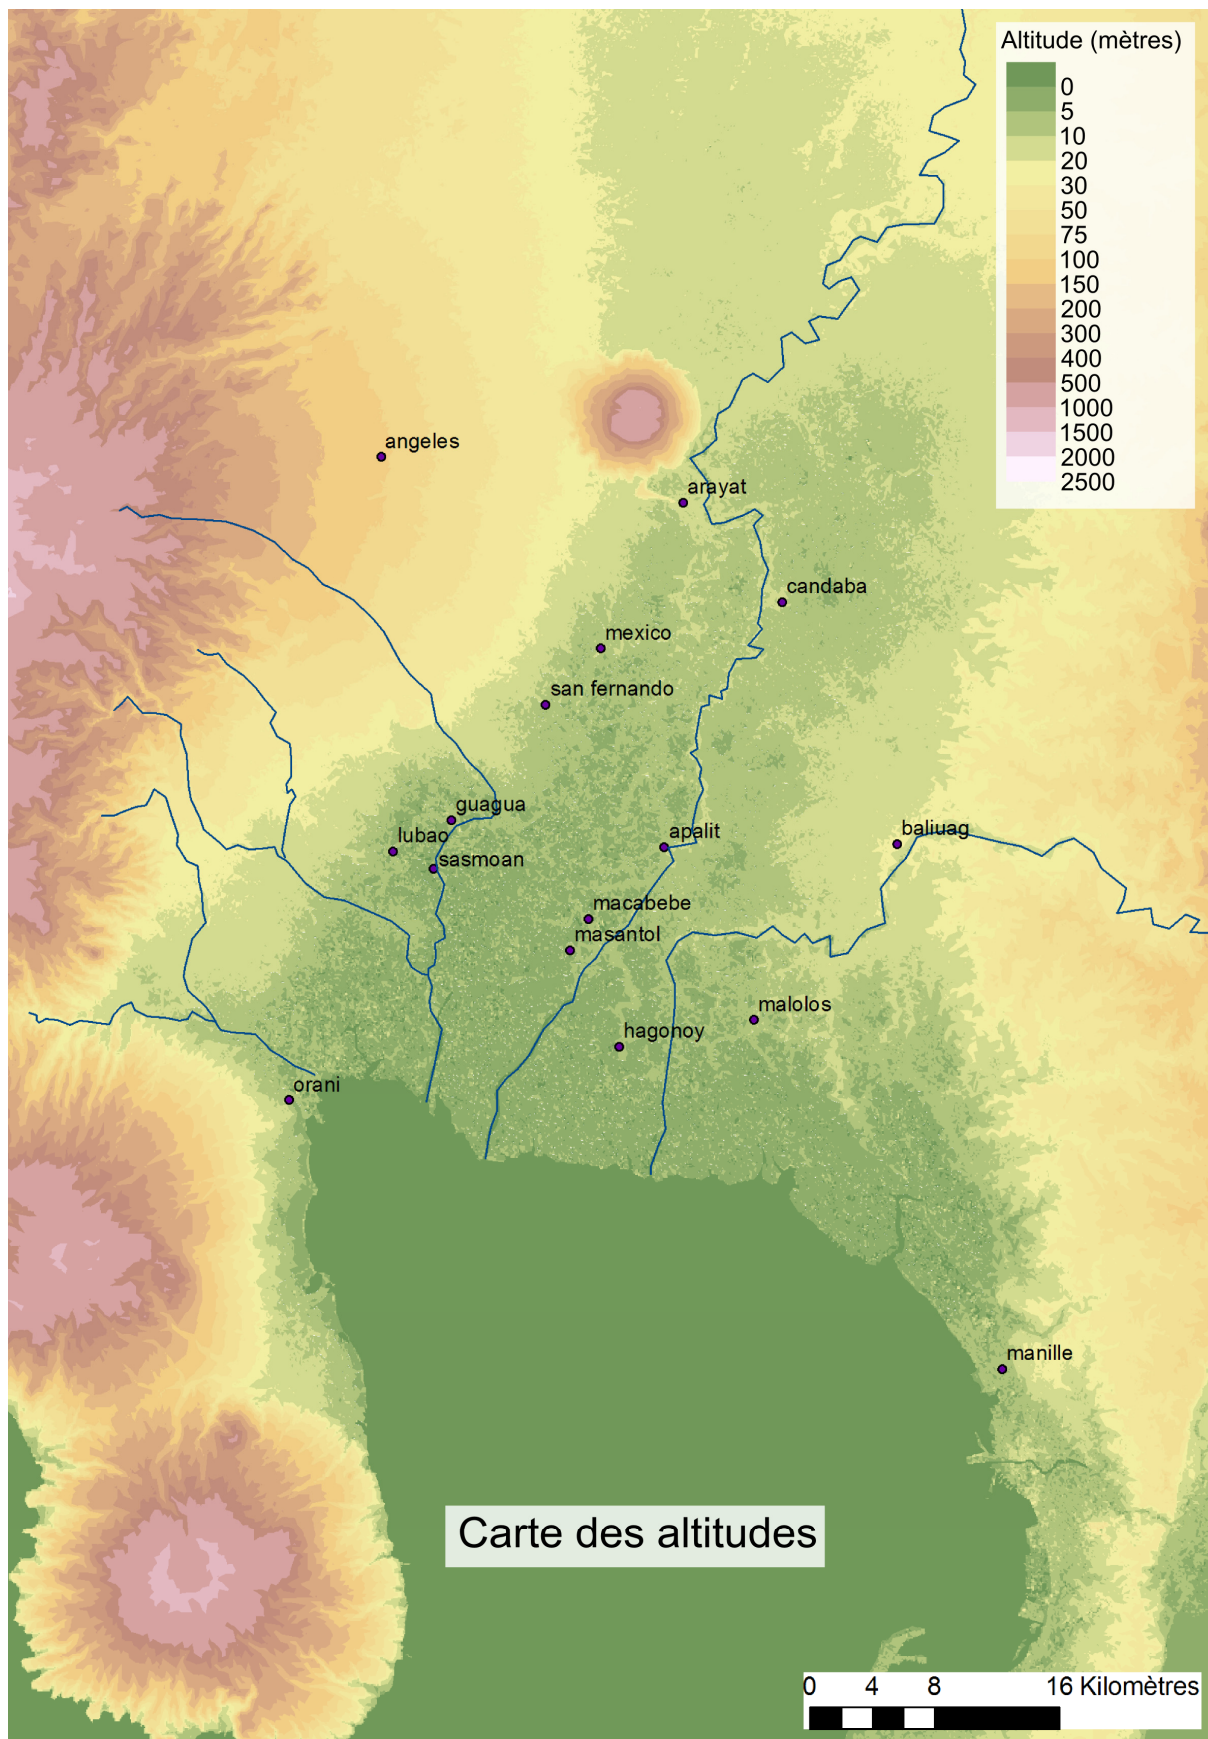 Altitude (mètres)
0
5
10
20
30
50
75
100
150
200
300
400
500
1000
1500
2000
2500
angeles
arayat
candaba
mexico
san fernando
guagua
lubao
sasmoan
apalit
baliuag
macabebe
masantol
malolos
hagonoy
orani
manille
Carte des altitudes
0 4 8 16 Kilomètres